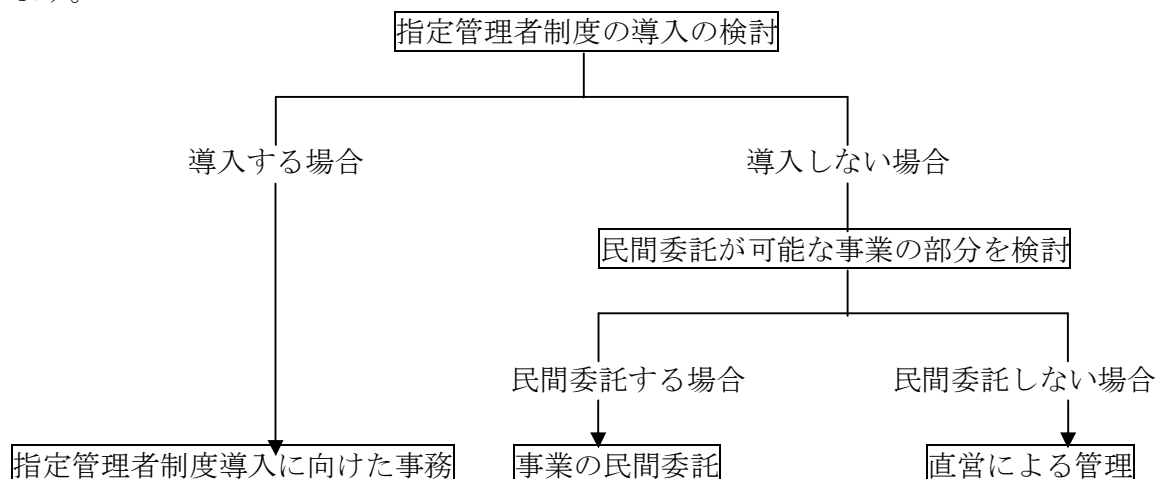 指定管理者制度の導入の検討
導入する場合
導入しない場合
民間委託が可能な事業の部分を検討
民間委託する場合
民間委託しない場合
指定管理者制度導入に向けた事務
事業の民間委託
直営による管理